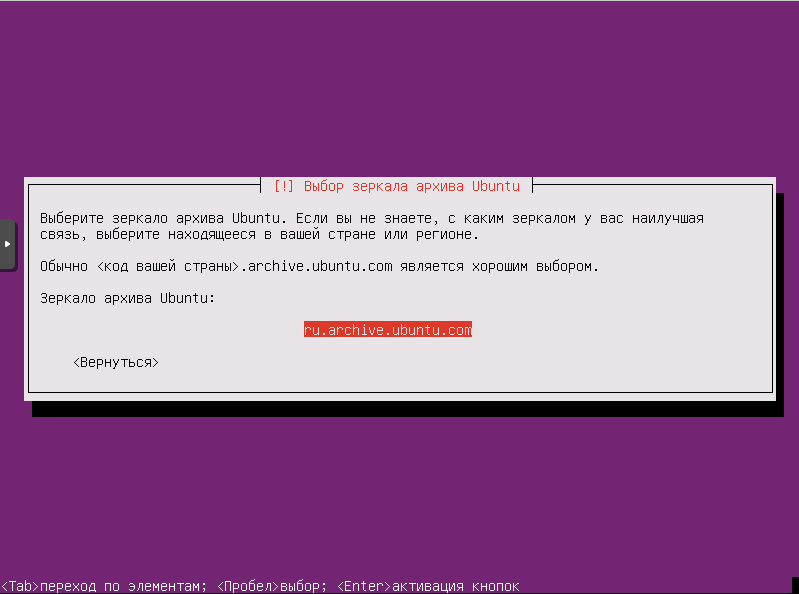 [!] Выбор зеркала архива Ubuntu
Выберите зеркало архива Ubuntu. Если вы не знаете, с каким зеркалом у вас наилучшая
связь, выберите находящееся в вашей стране или регионе.
Обычно <код вашей страны>.archive.ubuntu.com является хорошим выбором.
Зеркало архива Ubuntu:
ru.archive.ubuntu.com
<Вернуться>
<Tab>переход по элементам; <Пробел>выбор; <Enter>активация кнопок